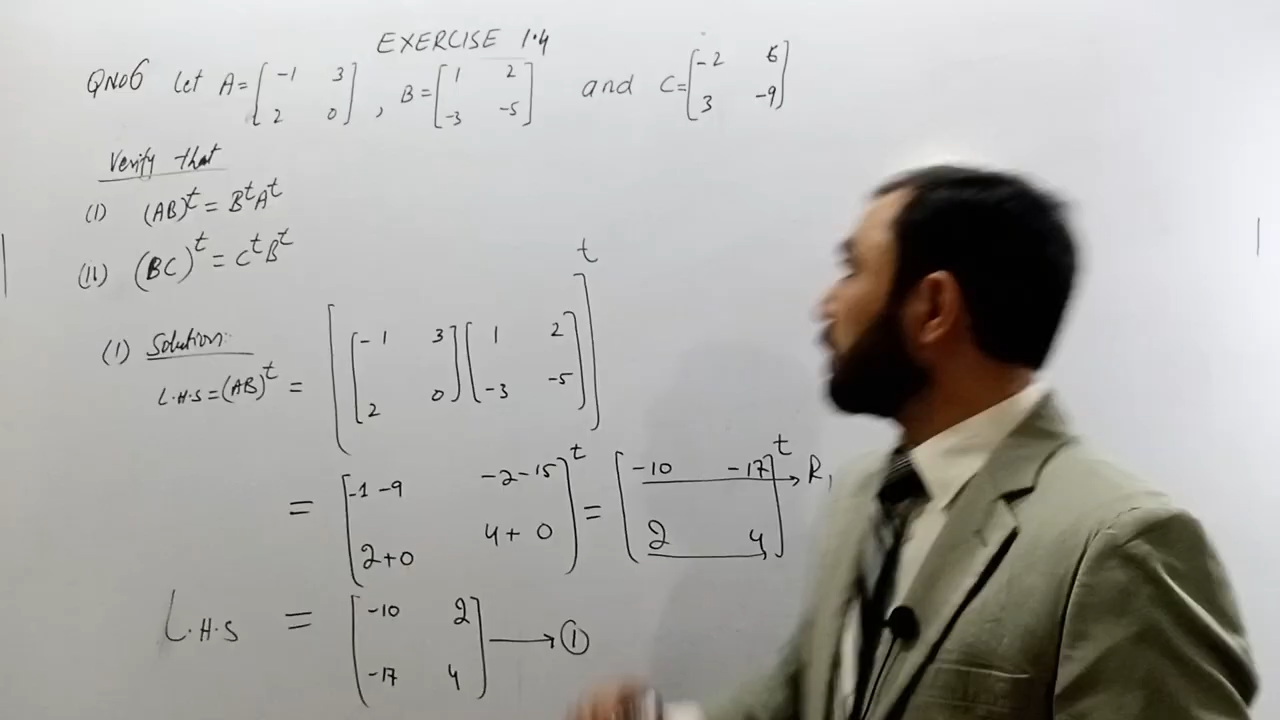 EXERCISE 1.4
QNo6 Let A = [-1 3; 2 0], B = [1 2; -3 -5] and C = [-2 6; 3 -9]
Verify that
(I) (AB)^t = B^t A^t
(II) (BC)^t = C^t B^t
(I) Solution:
L.H.S = (AB)^t = [[-1 3; 2 0] [1 2; -3 -5]]^t
= [-1-9 -2-15; 2+0 4+0]^t = [-10 -17; 2 4]^t → R1
L.H.S = [-10 2; -17 4] → ①